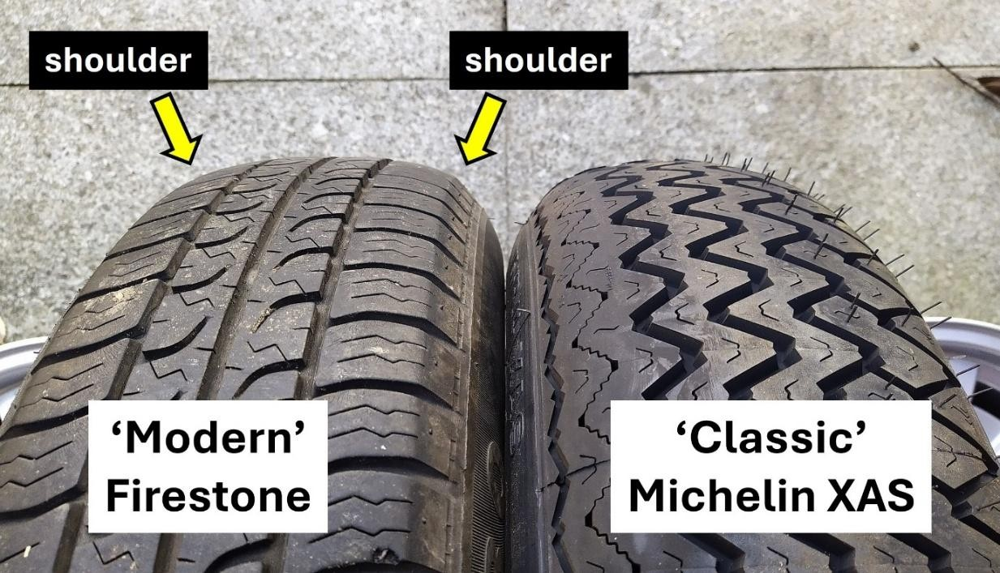 shoulder
shoulder
‘Modern’
Firestone
‘Classic’
Michelin XAS